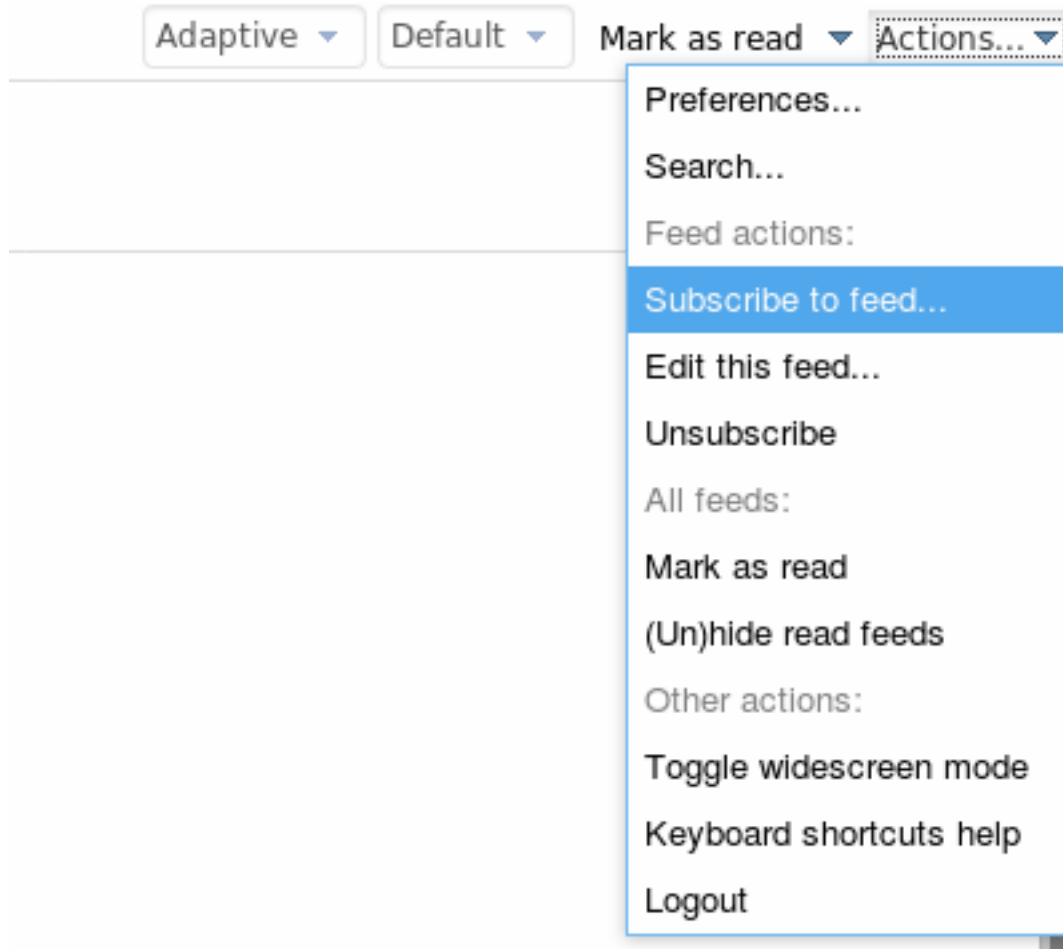 Adaptive Default Mark as read Actions...
Preferences...
Search...
Feed actions:
Subscribe to feed...
Edit this feed...
Unsubscribe
All feeds:
Mark as read
(Un)hide read feeds
Other actions:
Toggle widescreen mode
Keyboard shortcuts help
Logout